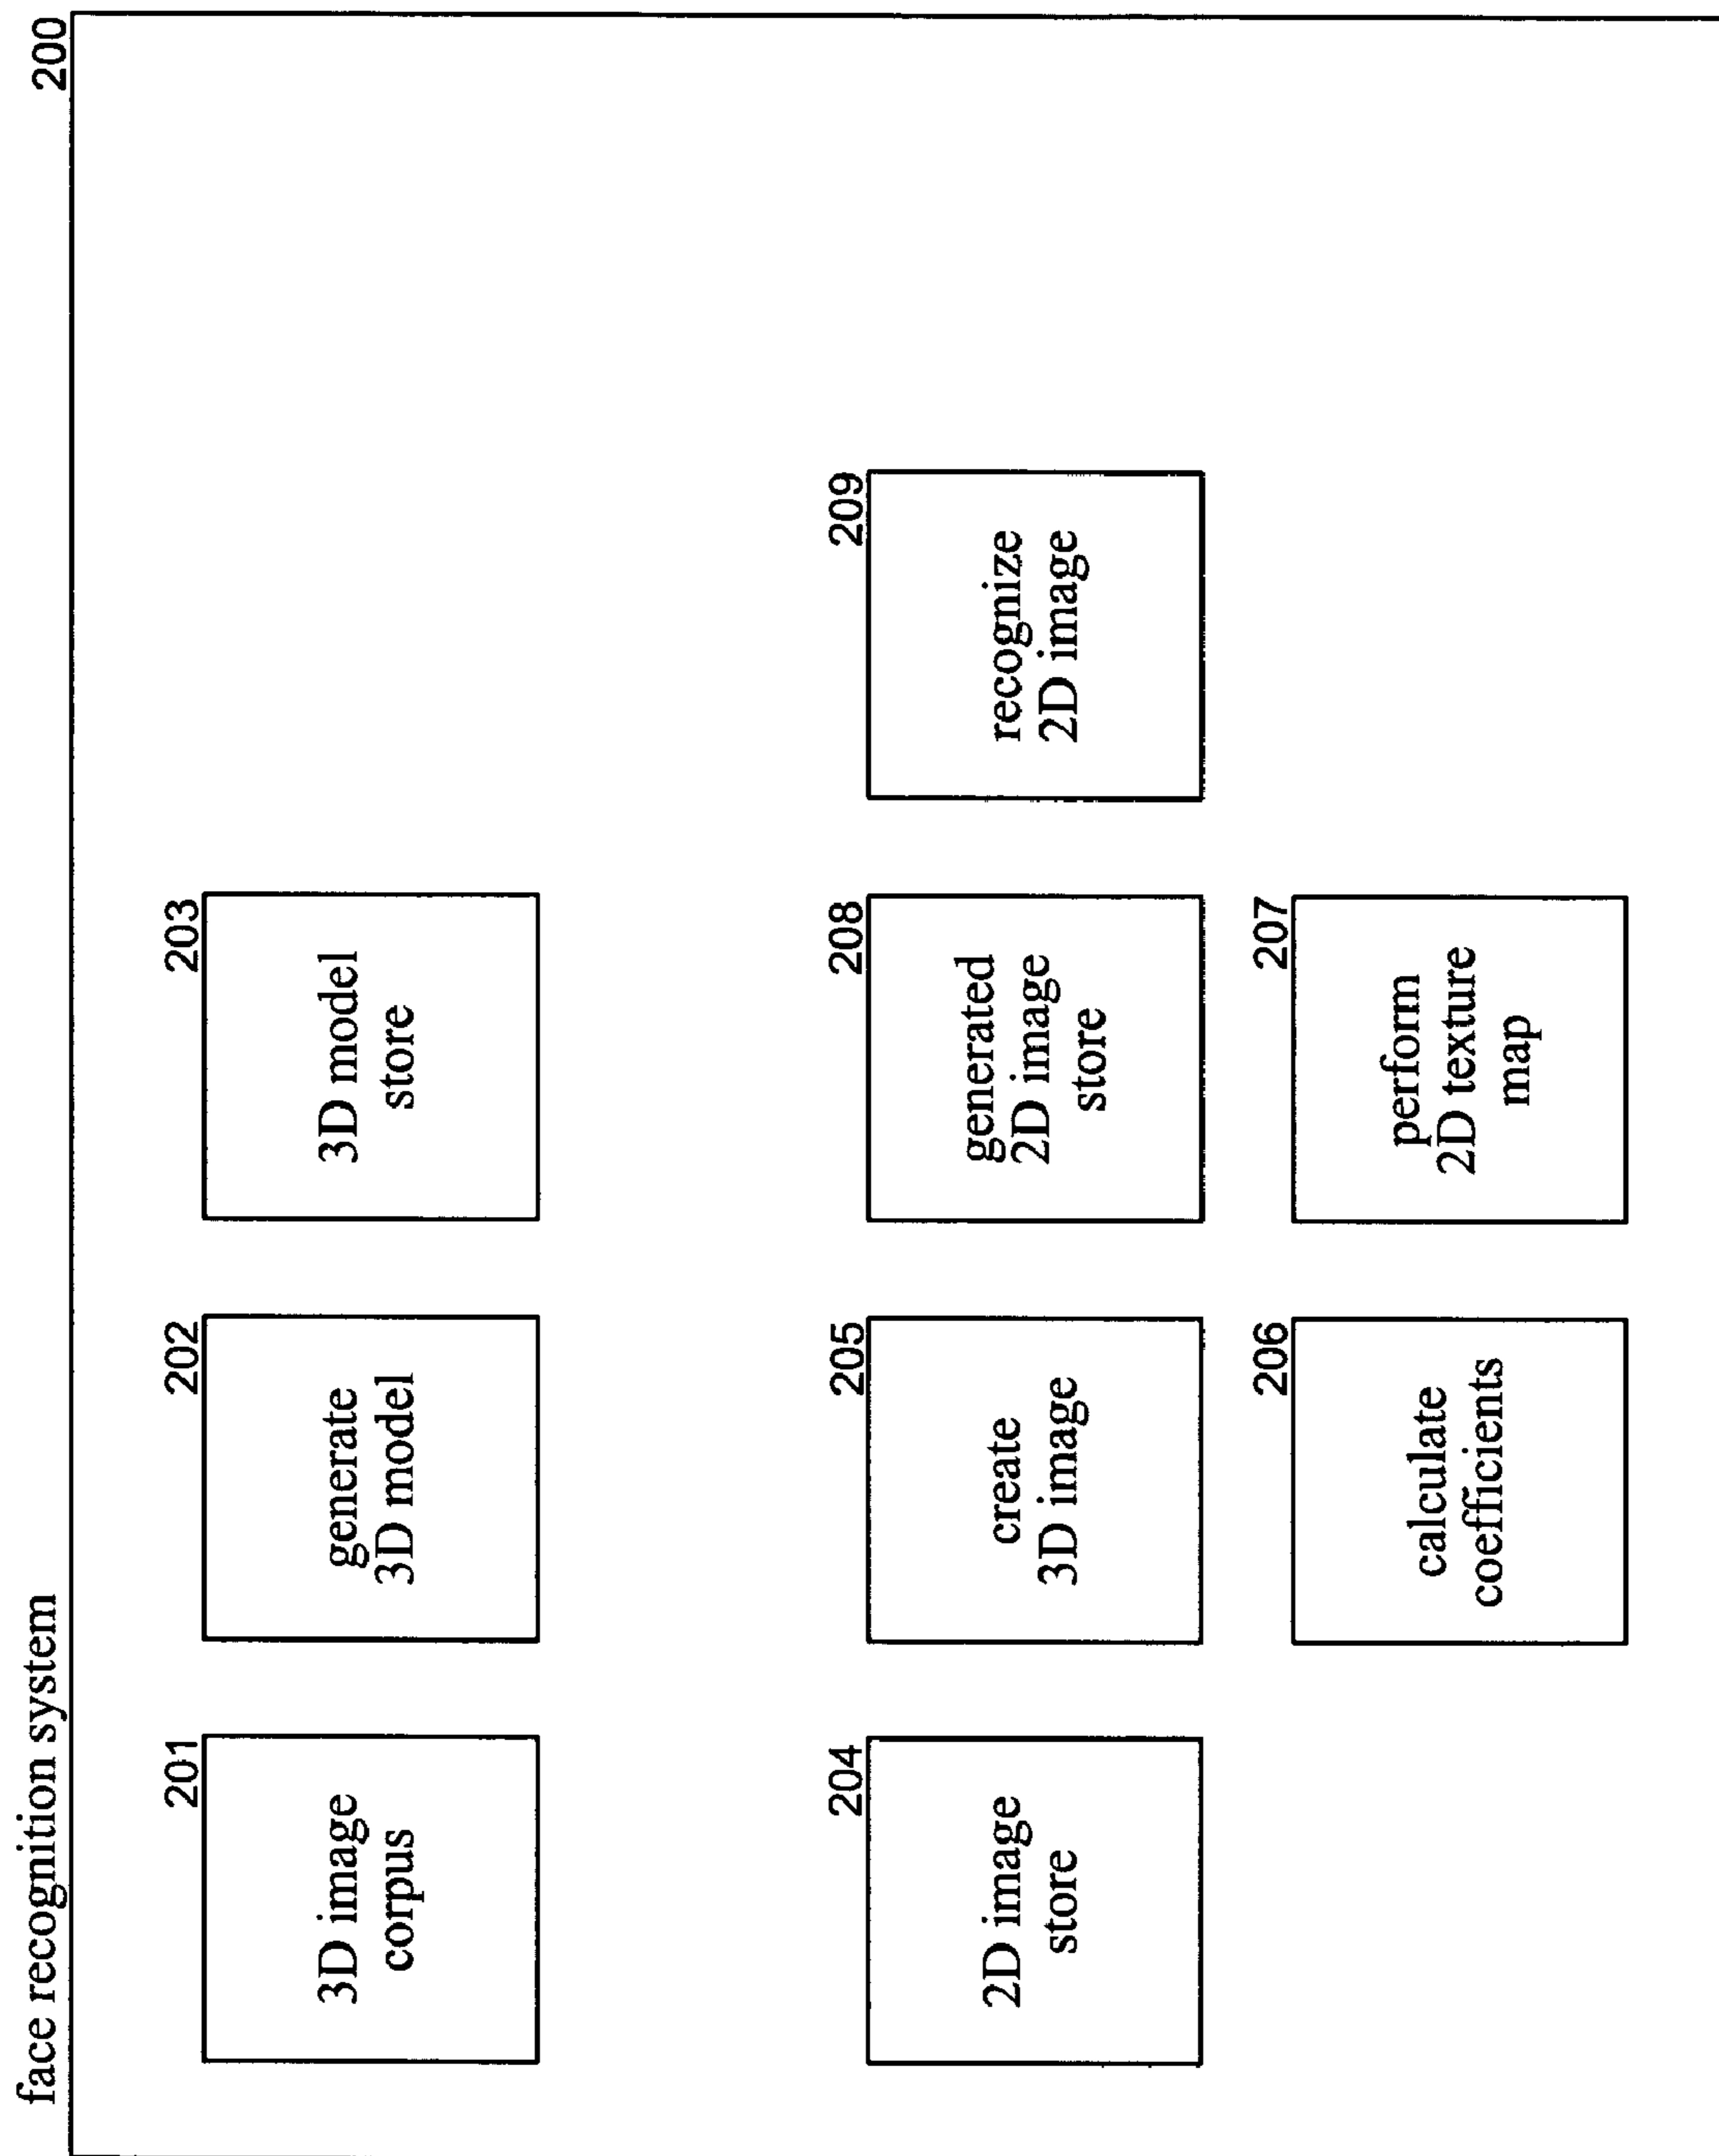 face recognition system
200
201
3D image
corpus
202
generate
3D model
203
3D model
store
204
2D image
store
205
create
3D image
208
generated
2D image
store
209
recognize
2D image
206
calculate
coefficients
207
perform
2D texture
map